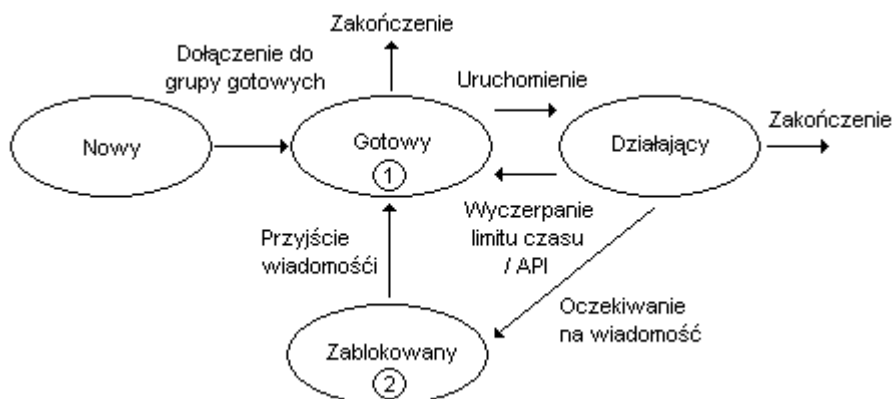 Zakończenie
Dołączenie do
grupy gotowych
Uruchomienie
Nowy
Gotowy
1
Działający
Zakończenie
Przyjście
wiadomośći
Wyczerpanie
limitu czasu
/ API
Oczekiwanie
na wiadomość
Zablokowany
2